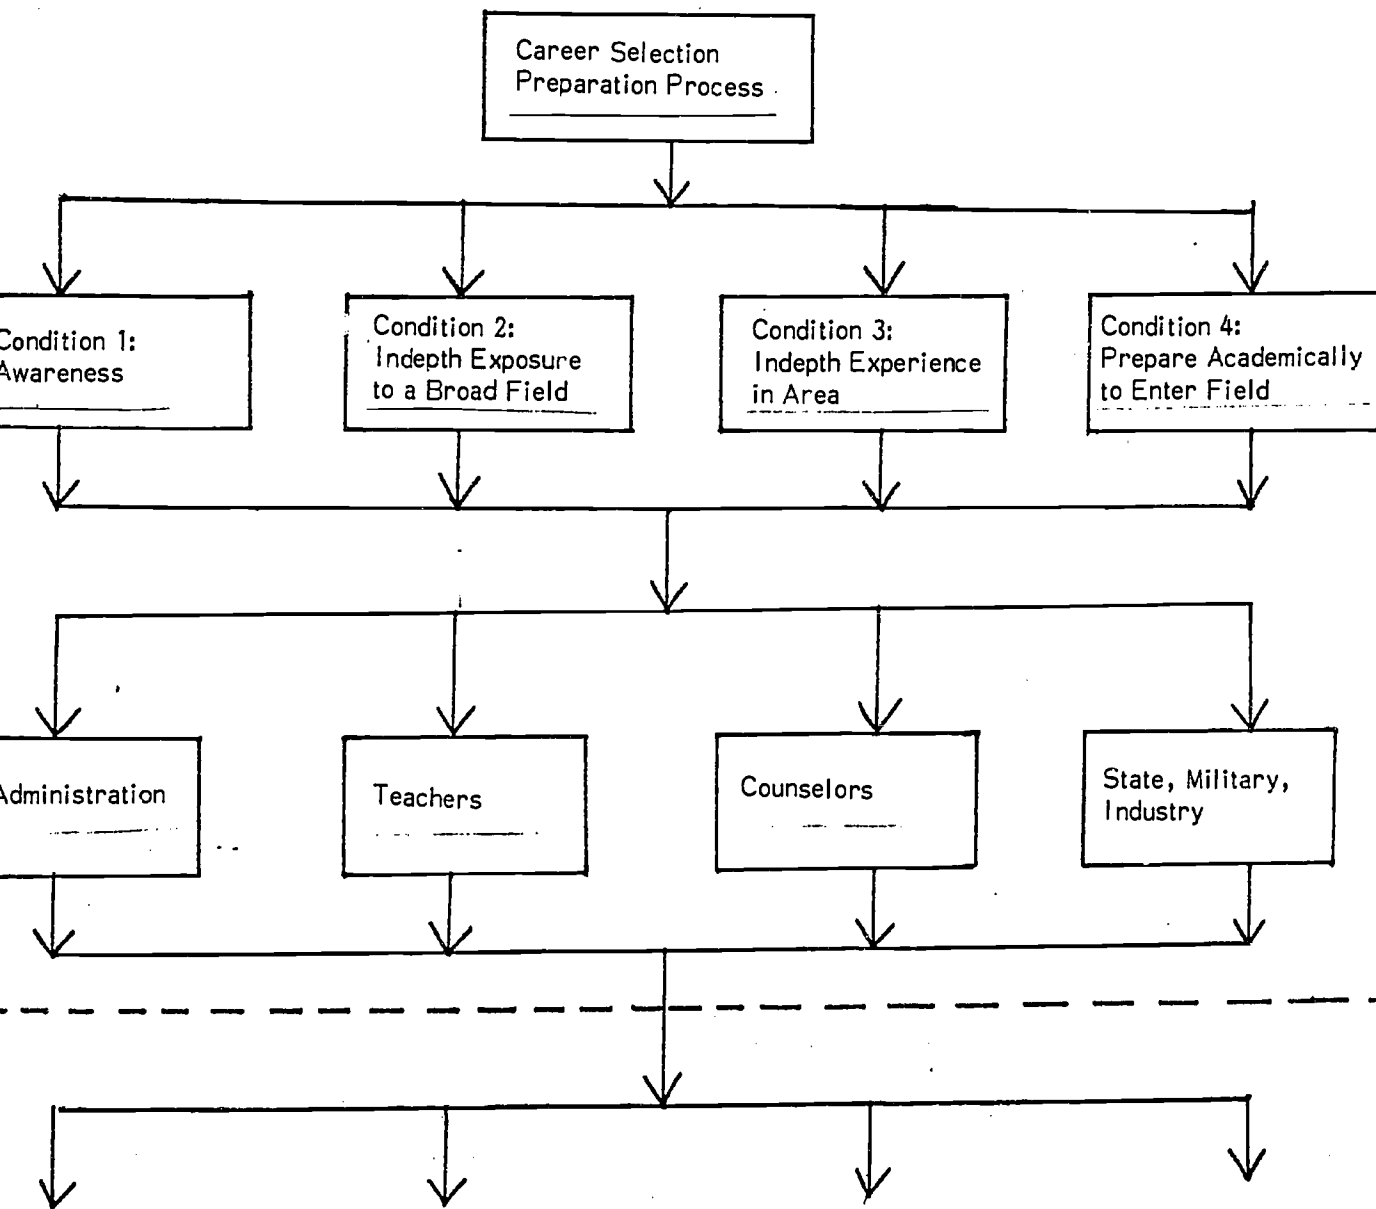 Career Selection
Preparation Process
Condition 1:
Awareness
Condition 2:
Indepth Exposure
to a Broad Field
Condition 3:
Indepth Experience
in Area
Condition 4:
Prepare Academically
to Enter Field
Administration
Teachers
Counselors
State, Military,
Industry